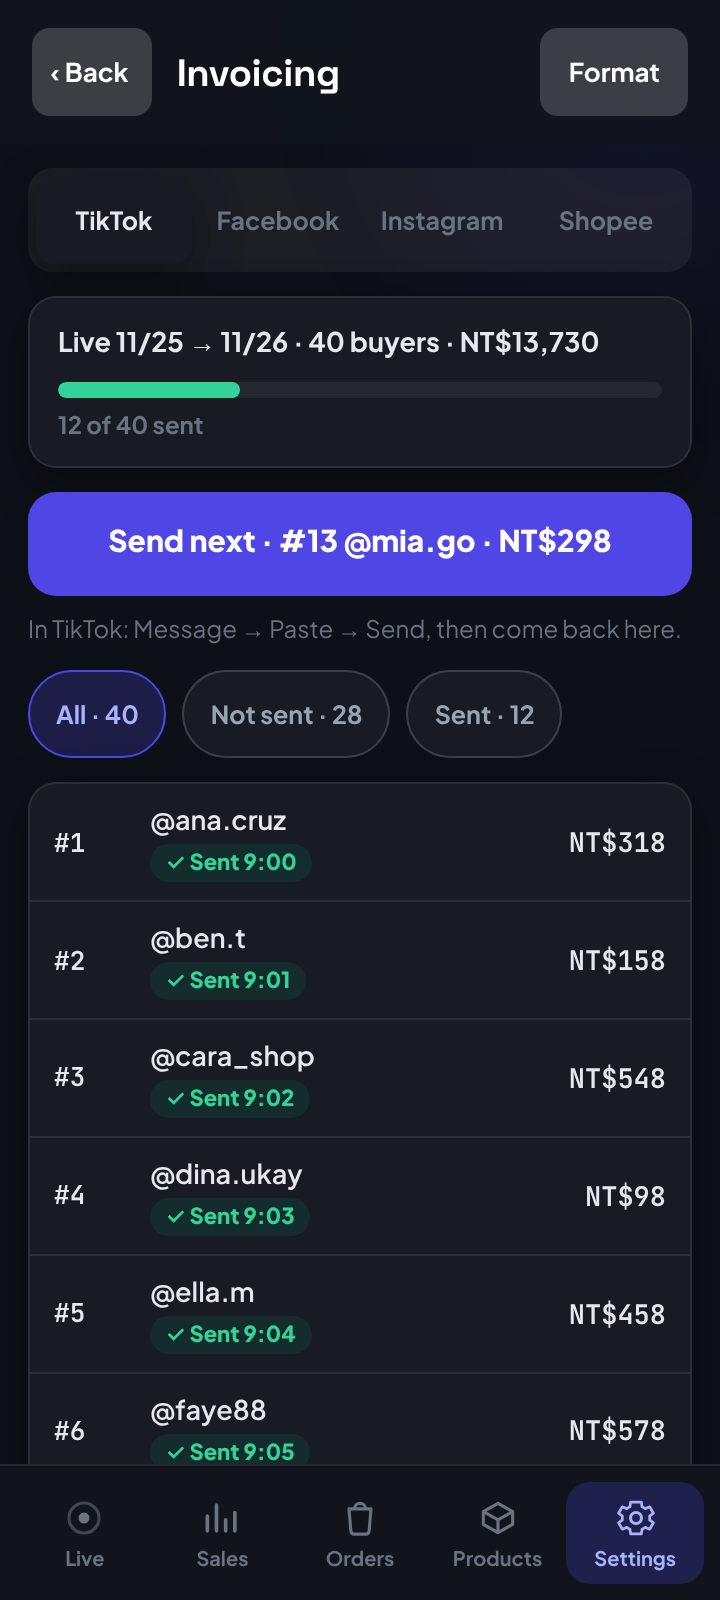 ‹ Back
Invoicing
Format
TikTok
Facebook
Instagram
Shopee
Live 11/25 → 11/26 · 40 buyers · NT$13,730
12 of 40 sent
Send next · #13 @mia.go · NT$298
In TikTok: Message → Paste → Send, then come back here.
All · 40
Not sent · 28
Sent · 12
#1
@ana.cruz
✓ Sent 9:00
NT$318
#2
@ben.t
✓ Sent 9:01
NT$158
#3
@cara_shop
✓ Sent 9:02
NT$548
#4
@dina.ukay
✓ Sent 9:03
NT$98
#5
@ella.m
✓ Sent 9:04
NT$458
#6
@faye88
✓ Sent 9:05
NT$578
Live
Sales
Orders
Products
Settings